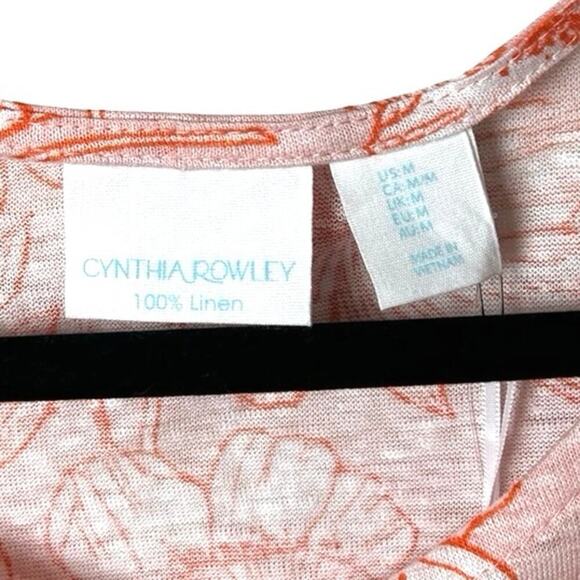 CYNTHIA ROWLEY
100% Linen
US:M
CA:M/M
UK:M
EU:M
AU:M
MADE IN
VIETNAM